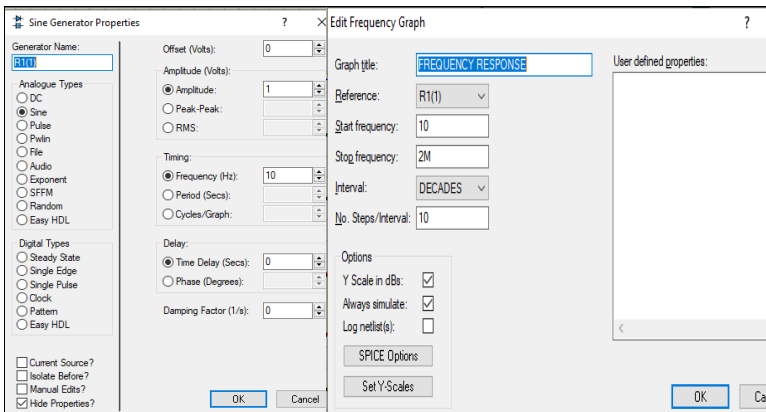 Sine Generator Properties ? ×
Generator Name:
R1(1)
Analogue Types
DC
Sine
Pulse
Pwlin
File
Audio
Exponent
SFFM
Random
Easy HDL
Digital Types
Steady State
Single Edge
Single Pulse
Clock
Pattern
Easy HDL
Current Source?
Isolate Before?
Manual Edits?
Hide Properties?
Offset (Volts): 0
Amplitude (Volts):
Amplitude: 1
Peak-Peak:
RMS:
Timing:
Frequency (Hz): 10
Period (Secs):
Cycles/Graph:
Delay:
Time Delay (Secs): 0
Phase (Degrees):
Damping Factor (1/s): 0
OK Cancel
Edit Frequency Graph ?
Graph title: FREQUENCY RESPONSE
Reference: R1(1)
Start frequency: 10
Stop frequency: 2M
Interval: DECADES
No. Steps/Interval: 10
Options
Y Scale in dBs:
Always simulate:
Log netlist(s):
SPICE Options
Set Y-Scales
User defined properties:
OK Ca